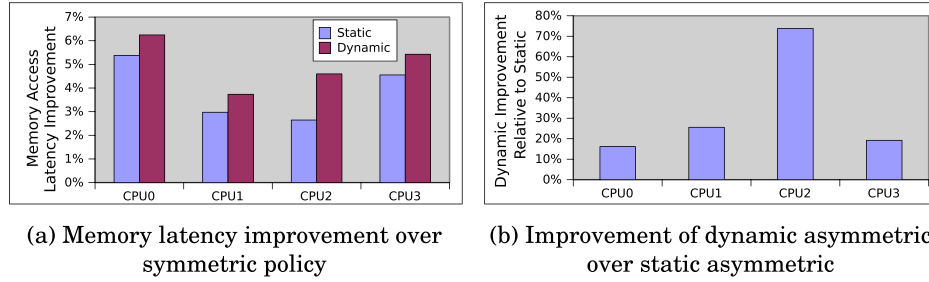 7%
6%
5%
4%
3%
2%
1%
0%
Memory Access
Latency Improvement
Static
Dynamic
CPU0 CPU1 CPU2 CPU3
(a) Memory latency improvement over
symmetric policy
80%
70%
60%
50%
40%
30%
20%
10%
0%
Dynamic Improvement
Relative to Static
CPU0 CPU1 CPU2 CPU3
(b) Improvement of dynamic asymmetric
over static asymmetric